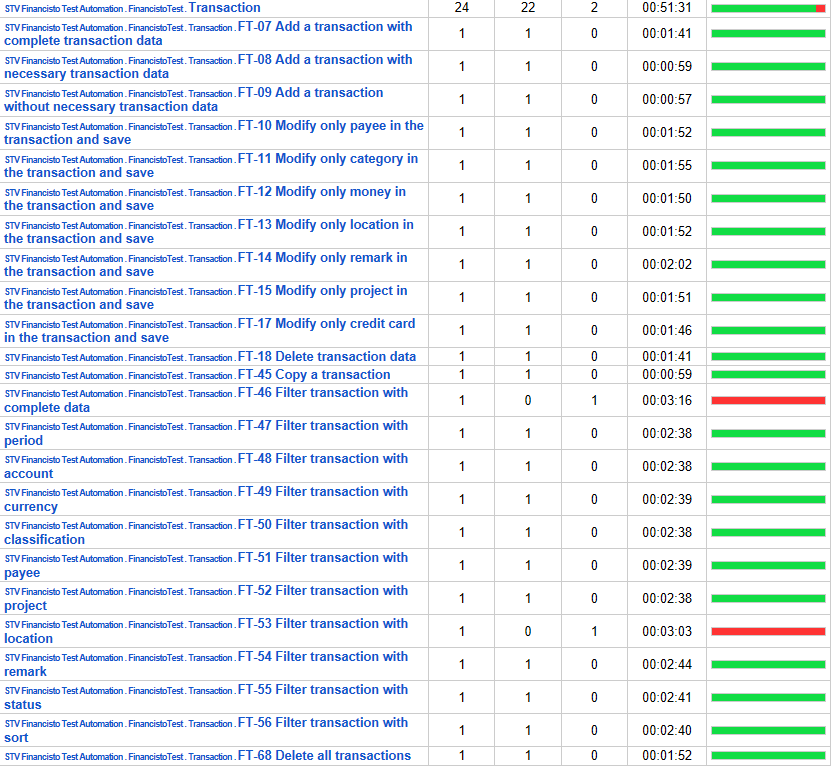 STV Financisto Test Automation . FinancistoTest . Transaction 24 22 2 00:51:31
STV Financisto Test Automation . FinancistoTest . Transaction . FT-07 Add a transaction with
complete transaction data 1 1 0 00:01:41
STV Financisto Test Automation . FinancistoTest . Transaction . FT-08 Add a transaction with
necessary transaction data 1 1 0 00:00:59
STV Financisto Test Automation . FinancistoTest . Transaction . FT-09 Add a transaction
without necessary transaction data 1 1 0 00:00:57
STV Financisto Test Automation . FinancistoTest . Transaction . FT-10 Modify only payee in the
transaction and save 1 1 0 00:01:52
STV Financisto Test Automation . FinancistoTest . Transaction . FT-11 Modify only category in
the transaction and save 1 1 0 00:01:55
STV Financisto Test Automation . FinancistoTest . Transaction . FT-12 Modify only money in
the transaction and save 1 1 0 00:01:50
STV Financisto Test Automation . FinancistoTest . Transaction . FT-13 Modify only location in
the transaction and save 1 1 0 00:01:52
STV Financisto Test Automation . FinancistoTest . Transaction . FT-14 Modify only remark in
the transaction and save 1 1 0 00:02:02
STV Financisto Test Automation . FinancistoTest . Transaction . FT-15 Modify only project in
the transaction and save 1 1 0 00:01:51
STV Financisto Test Automation . FinancistoTest . Transaction . FT-17 Modify only credit card
in the transaction and save 1 1 0 00:01:46
STV Financisto Test Automation . FinancistoTest . Transaction . FT-18 Delete transaction data 1 1 0 00:01:41
STV Financisto Test Automation . FinancistoTest . Transaction . FT-45 Copy a transaction 1 1 0 00:00:59
STV Financisto Test Automation . FinancistoTest . Transaction . FT-46 Filter transaction with
complete data 1 0 1 00:03:16
STV Financisto Test Automation . FinancistoTest . Transaction . FT-47 Filter transaction with
period 1 1 0 00:02:38
STV Financisto Test Automation . FinancistoTest . Transaction . FT-48 Filter transaction with
account 1 1 0 00:02:38
STV Financisto Test Automation . FinancistoTest . Transaction . FT-49 Filter transaction with
currency 1 1 0 00:02:39
STV Financisto Test Automation . FinancistoTest . Transaction . FT-50 Filter transaction with
classification 1 1 0 00:02:38
STV Financisto Test Automation . FinancistoTest . Transaction . FT-51 Filter transaction with
payee 1 1 0 00:02:39
STV Financisto Test Automation . FinancistoTest . Transaction . FT-52 Filter transaction with
project 1 1 0 00:02:38
STV Financisto Test Automation . FinancistoTest . Transaction . FT-53 Filter transaction with
location 1 0 1 00:03:03
STV Financisto Test Automation . FinancistoTest . Transaction . FT-54 Filter transaction with
remark 1 1 0 00:02:44
STV Financisto Test Automation . FinancistoTest . Transaction . FT-55 Filter transaction with
status 1 1 0 00:02:41
STV Financisto Test Automation . FinancistoTest . Transaction . FT-56 Filter transaction with
sort 1 1 0 00:02:40
STV Financisto Test Automation . FinancistoTest . Transaction . FT-68 Delete all transactions 1 1 0 00:01:52